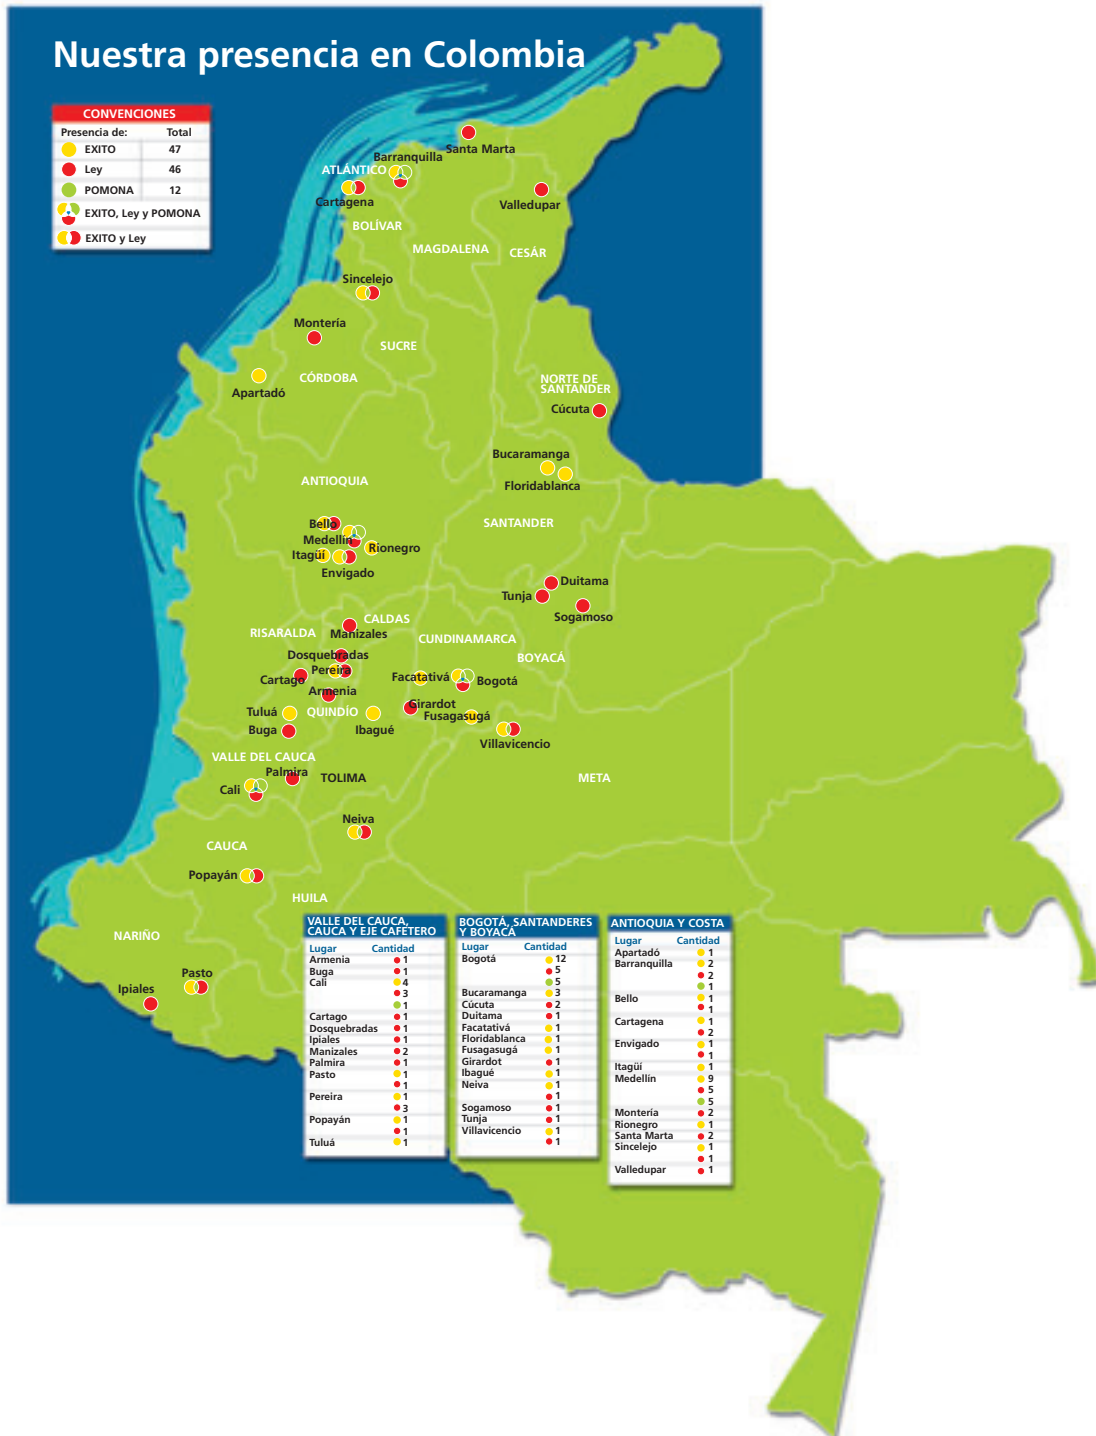 Nuestra presencia en Colombia
CONVENCIONES
Presencia de: Total
EXITO 47
Ley 46
POMONA 12
EXITO, Ley y POMONA
EXITO y Ley
Santa Marta
Barranquilla
ATLÁNTICO
Cartagena
Valledupar
BOLÍVAR
MAGDALENA
CESÁR
Sincelejo
Montería
SUCRE
CÓRDOBA
Apartadó
NORTE DE
SANTANDER
Cúcuta
Bucaramanga
Floridablanca
ANTIOQUIA
SANTANDER
Bello
Medellín
Rionegro
Itagüí
Envigado
Duitama
Tunja
Sogamoso
CALDAS
RISARALDA
Manizales
CUNDINAMARCA
Dosquebradas
BOYACÁ
Pereira
Cartago
Facatativá
Bogotá
Armenia
Girardot
Tuluá
QUINDÍO
Fusagasugá
Buga
Ibagué
Villavicencio
VALLE DEL CAUCA
Palmira
TOLIMA
META
Cali
Neiva
CAUCA
Popayán
HUILA
NARIÑO
Pasto
Ipiales
VALLE DEL CAUCA,
CAUCA Y EJE CAFETERO
Lugar Cantidad
Armenia 1
Buga 1
Cali 4
3
1
Cartago 1
Dosquebradas 1
Ipiales 1
Manizales 2
Palmira 1
Pasto 1
1
Pereira 1
3
Popayán 1
1
Tuluá 1
BOGOTÁ, SANTANDERES
Y BOYACÁ
Lugar Cantidad
Bogotá 12
5
5
Bucaramanga 3
Cúcuta 2
Duitama 1
Facatativá 1
Floridablanca 1
Fusagasugá 1
Girardot 1
Ibagué 1
Neiva 1
1
Sogamoso 1
Tunja 1
Villavicencio 1
1
ANTIOQUIA Y COSTA
Lugar Cantidad
Apartadó 1
Barranquilla 2
2
1
Bello 1
1
Cartagena 1
2
Envigado 1
1
Itagüí 1
Medellín 9
5
5
Montería 2
Rionegro 1
Santa Marta 2
Sincelejo 1
1
Valledupar 1